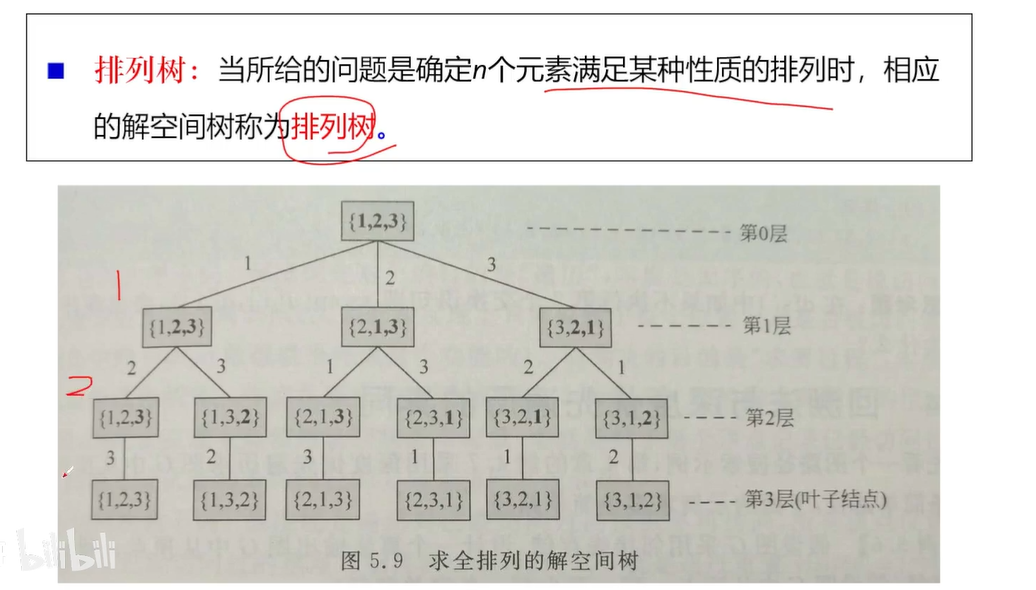 ■ 排列树：当所给的问题是确定n个元素满足某种性质的排列时，相应
的解空间树称为排列树。
{1,2,3} 第0层
1 2 3
1
{1,2,3} {2,1,3} {3,2,1} 第1层
2 3 1 3 2 1
2
{1,2,3} {1,3,2} {2,1,3} {2,3,1} {3,2,1} {3,1,2} 第2层
3 2 3 1 1 2
{1,2,3} {1,3,2} {2,1,3} {2,3,1} {3,2,1} {3,1,2} 第3层(叶子结点)
bilibili
图 5.9 求全排列的解空间树